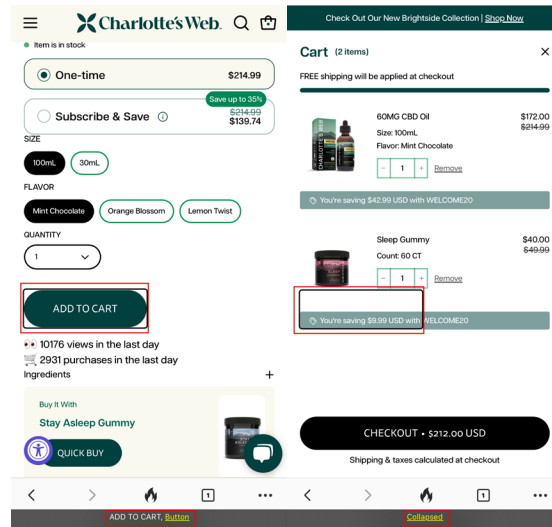 Charlotte's Web.
Item is in stock
One-time $214.99
Save up to 35%
Subscribe & Save $214.99
$139.74
SIZE
100mL 30mL
FLAVOR
Mint Chocolate Orange Blossom Lemon Twist
QUANTITY
1
ADD TO CART
10176 views in the last day
2931 purchases in the last day
Ingredients +
Buy It With
Stay Asleep Gummy
QUICK BUY
1
ADD TO CART, Button
Check Out Our New Brightside Collection | Shop Now
Cart (2 items)
FREE shipping will be applied at checkout
60MG CBD Oil $172.00
Size: 100mL $214.99
Flavor: Mint Chocolate
- 1 + Remove
You're saving $42.99 USD with WELCOME20
Sleep Gummy $40.00
Count: 60 CT $49.99
- 1 + Remove
You're saving $9.99 USD with WELCOME20
CHECKOUT • $212.00 USD
Shipping & taxes calculated at checkout
1
Collapsed